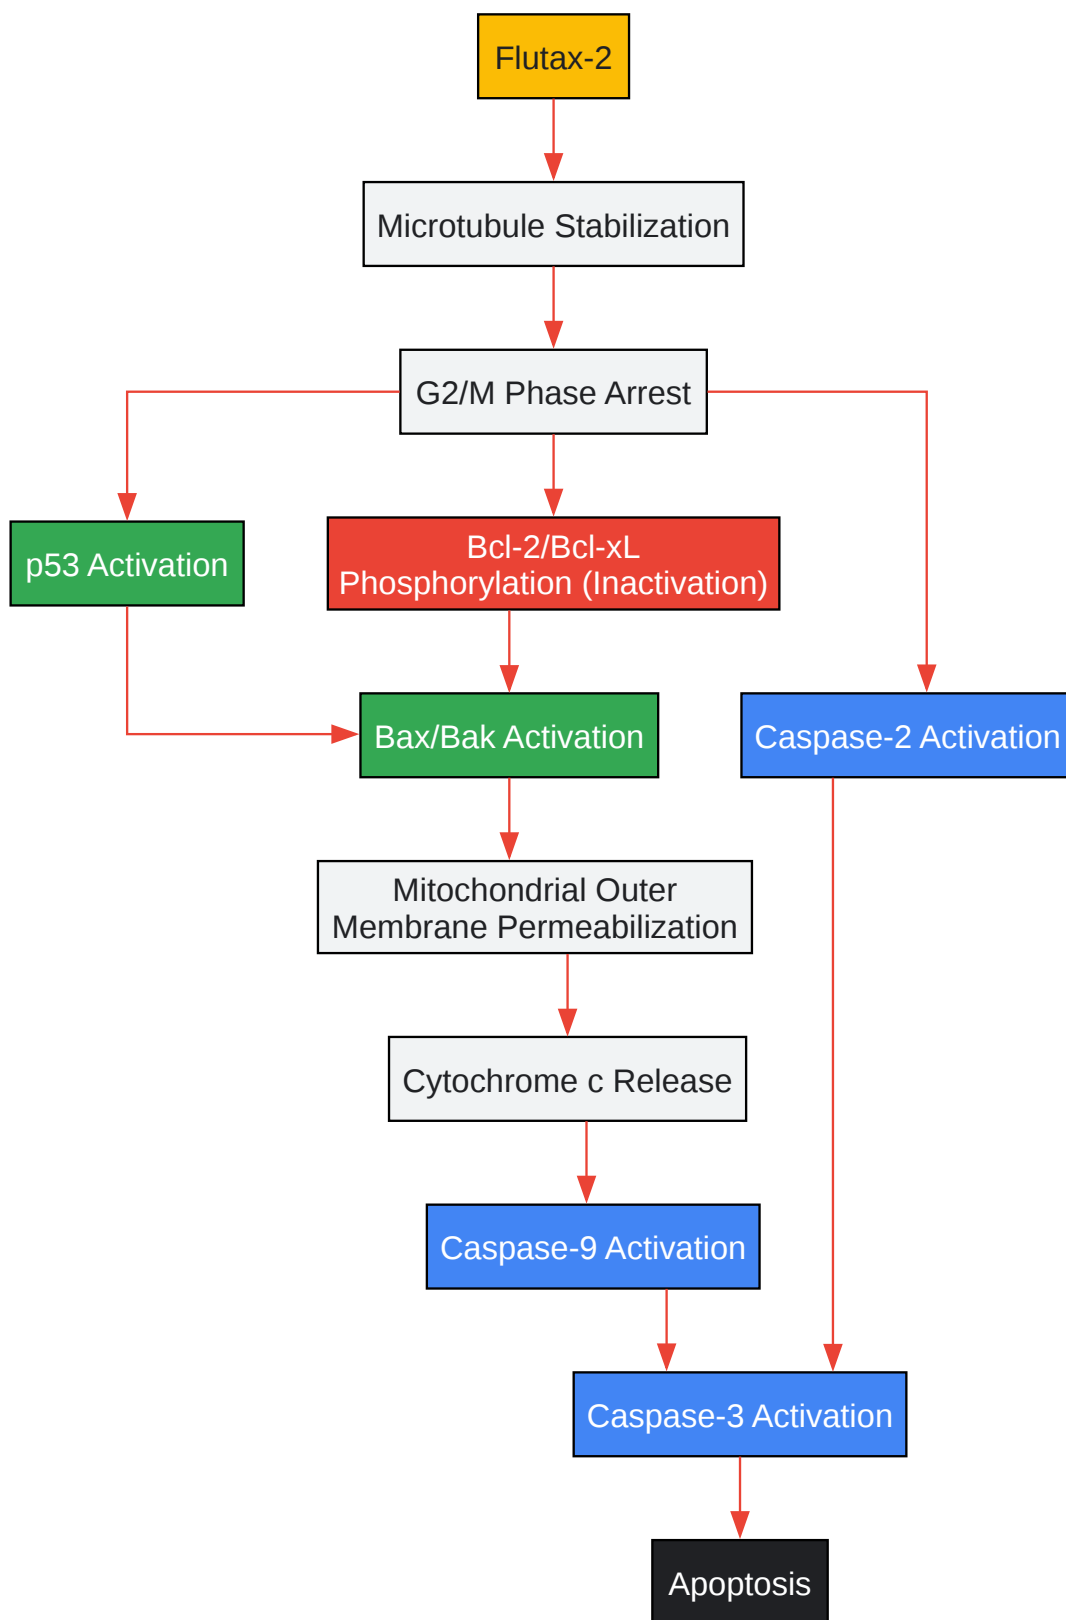 Flutax-2
Microtubule Stabilization
G2/M Phase Arrest
p53 Activation
Bcl-2/Bcl-xL
Phosphorylation (Inactivation)
Bax/Bak Activation
Caspase-2 Activation
Mitochondrial Outer
Membrane Permeabilization
Cytochrome c Release
Caspase-9 Activation
Caspase-3 Activation
Apoptosis